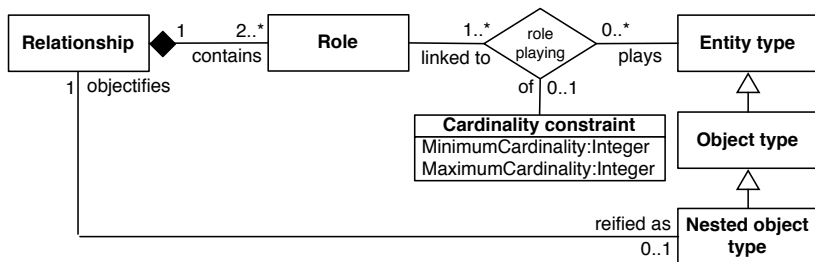 1
2..*
1..*
0..*
Relationship
Role
role
playing
Entity type
contains
linked to
plays
1
objectifies
of
0..1
Cardinality constraint
MinimumCardinality:Integer
MaximumCardinality:Integer
Object type
reified as
0..1
Nested object
type